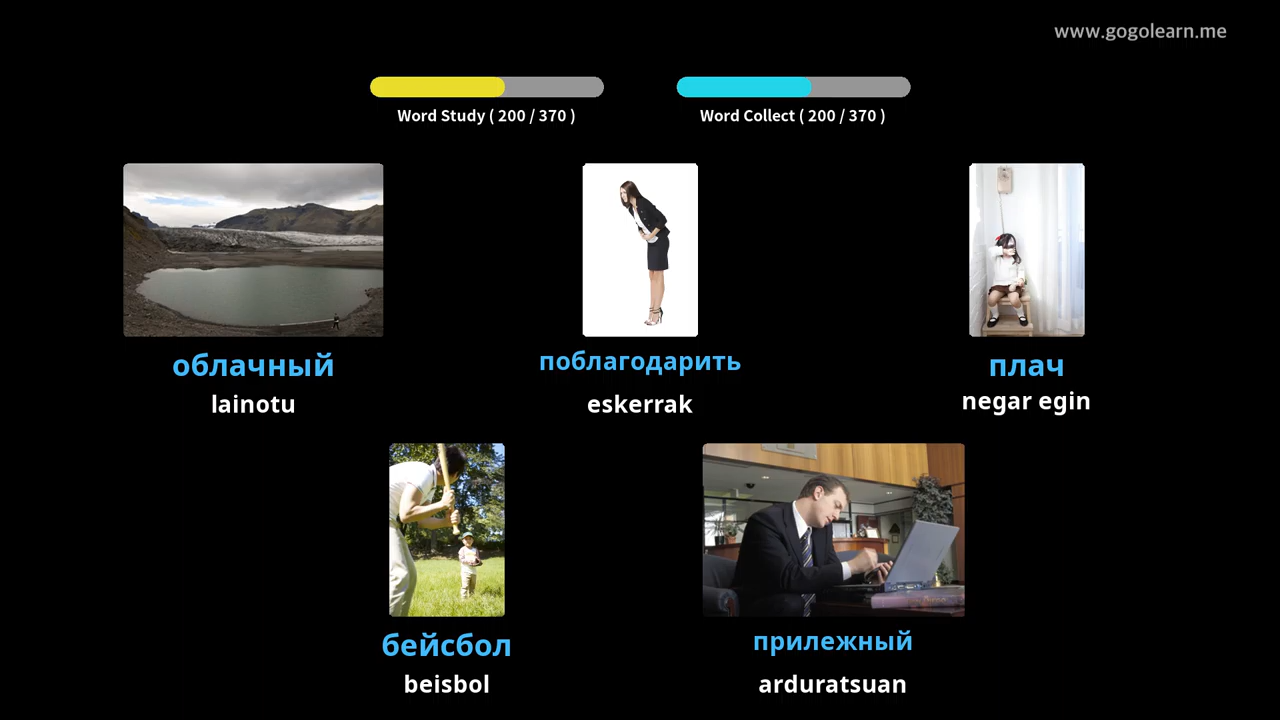 www.gogolearn.me
Word Study ( 200 / 370 )
Word Collect ( 200 / 370 )
облачный
lainotu
поблагодарить
eskerrak
плач
negar egin
бейсбол
beisbol
прилежный
arduratsuan